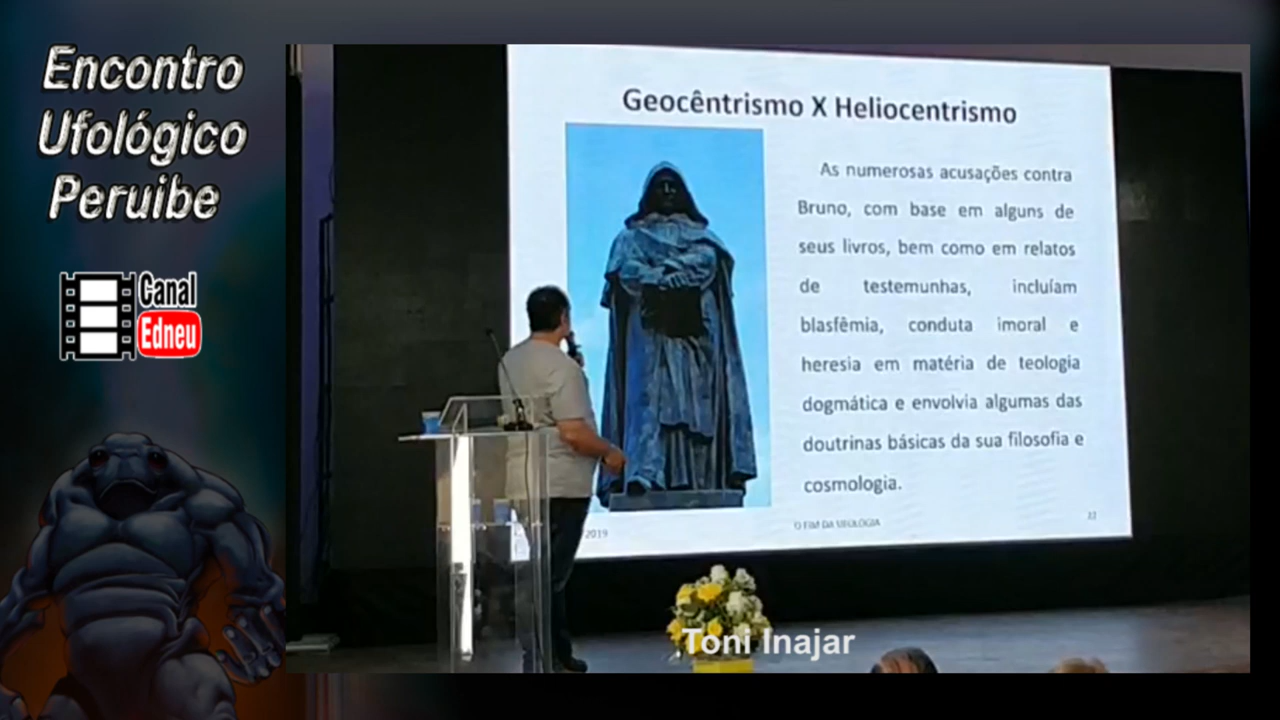 Encontro
Ufológico
Peruibe
Canal
Edneu
Geocêntrismo X Heliocentrismo
As numerosas acusações contra
Bruno, com base em alguns de
seus livros, bem como em relatos
de testemunhas, incluíam
blasfêmia, conduta imoral e
heresia em matéria de teologia
dogmática e envolvia algumas das
doutrinas básicas da sua filosofia e
cosmologia.
2019
O FIM DA UFOLOGIA
Toni Inajar